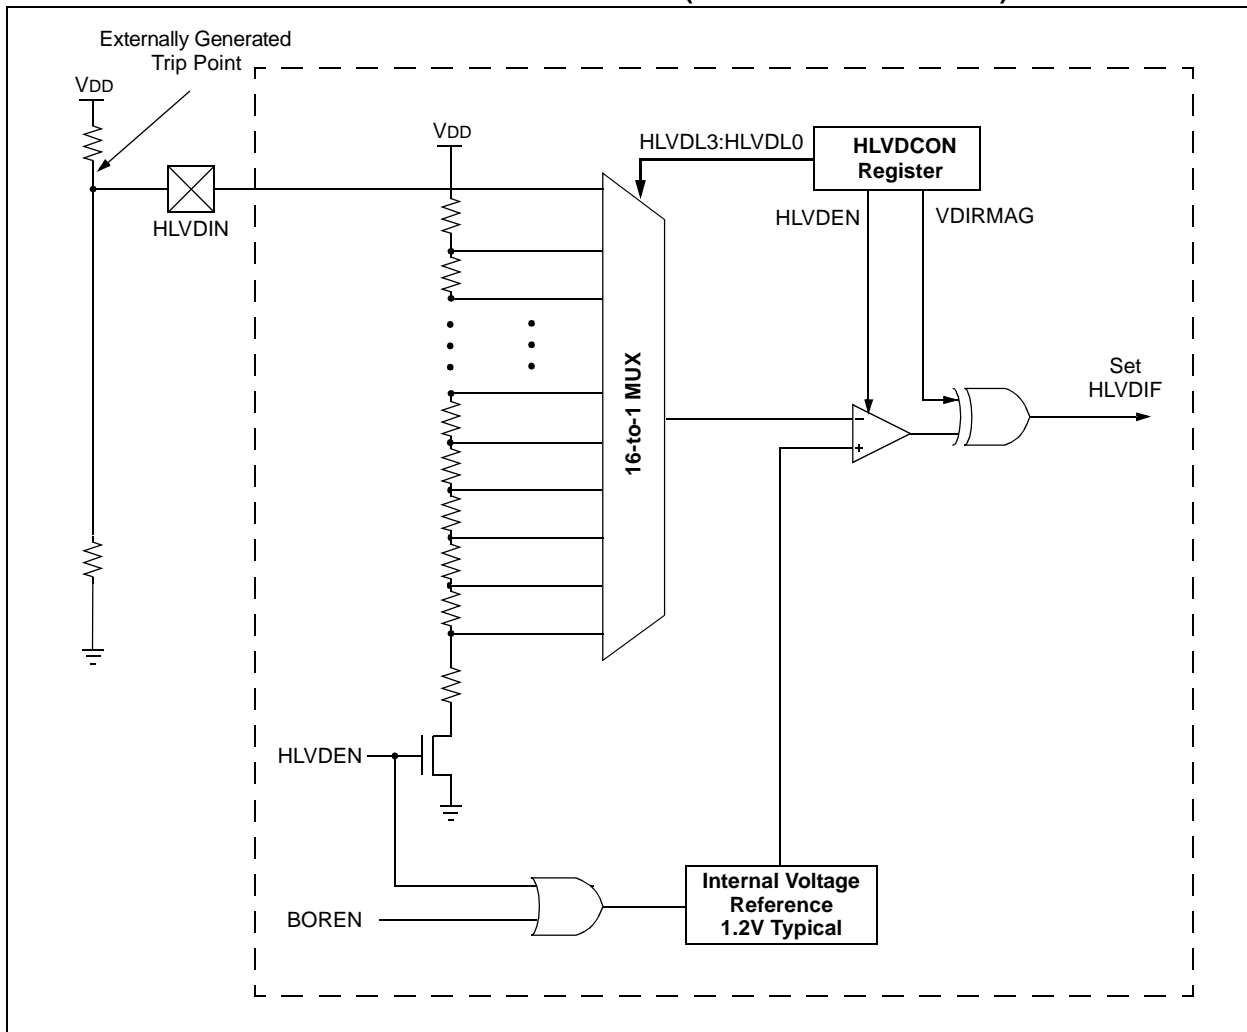 Externally Generated
Trip Point
VDD
VDD
HLVDL3:HLVDL0
HLVDCON
Register
HLVDIN
HLVDEN
VDIRMAG
16-to-1 MUX
Set
HLVDIF
–
+
HLVDEN
BOREN
Internal Voltage
Reference
1.2V Typical